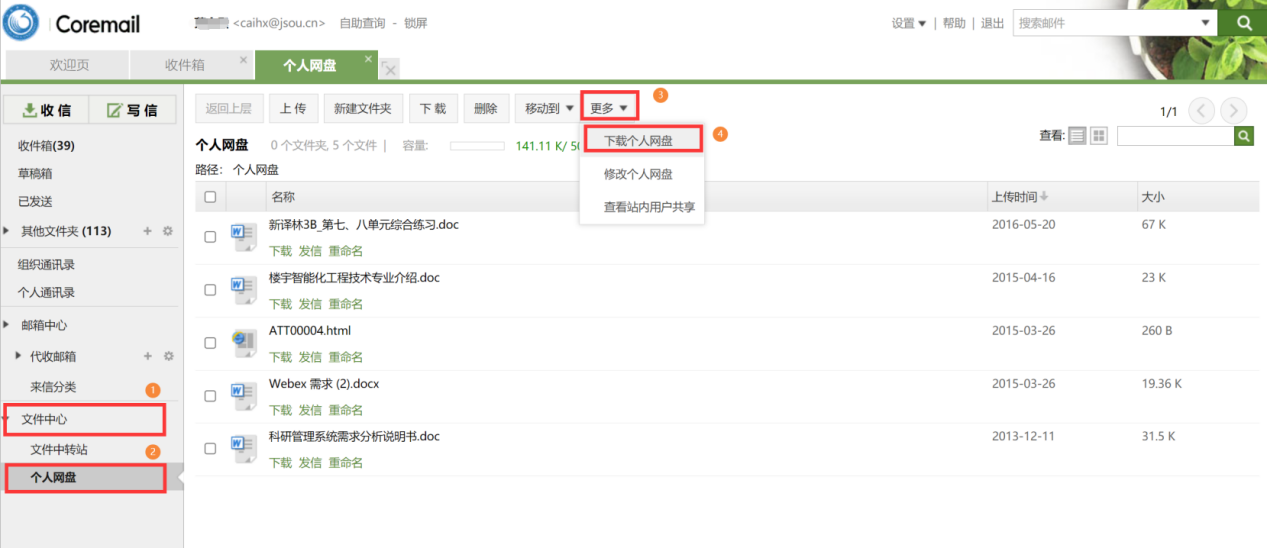 Coremail
<caihx@jsou.cn> 自助查询 - 锁屏
设置 | 帮助 | 退出
搜索邮件
欢迎页
收件箱
个人网盘
收信
写信
收件箱(39)
草稿箱
已发送
其他文件夹 (113)
组织通讯录
个人通讯录
邮箱中心
代收邮箱
来信分类
1
文件中心
文件中转站
2
个人网盘
返回上层
上传
新建文件夹
下载
删除
移动到
更多
3
下载个人网盘
4
修改个人网盘
查看站内用户共享
1/1
查看:
个人网盘 0 个文件夹, 5 个文件 | 容量: 141.11 K/
路径: 个人网盘
名称 上传时间 大小
新译林3B_第七、八单元综合练习.doc 2016-05-20 67 K
下载 发信 重命名
楼宇智能化工程技术专业介绍.doc 2015-04-16 23 K
下载 发信 重命名
ATT00004.html 2015-03-26 260 B
下载 发信 重命名
Webex 需求 (2).docx 2015-03-26 19.36 K
下载 发信 重命名
科研管理系统需求分析说明书.doc 2013-12-11 31.5 K
下载 发信 重命名